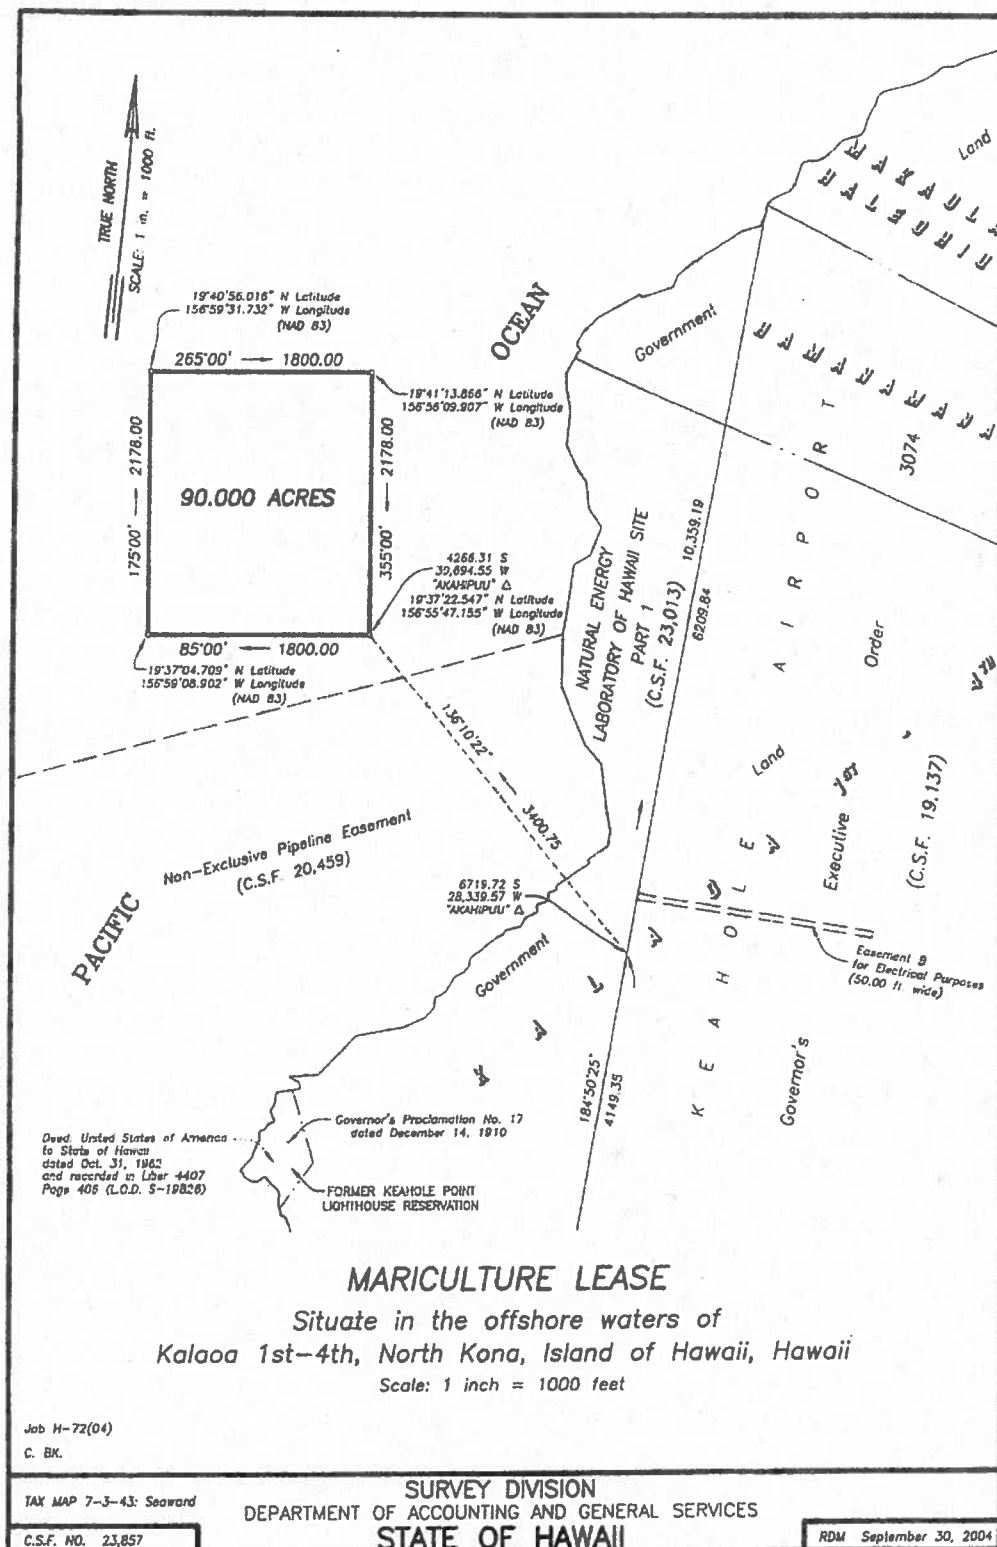 TRUE NORTH
SCALE: 1 in. = 1000 ft.
19°40'56.016" N Latitude
156°59'31.732" W Longitude
(NAD 83)
265°00' 1800.00
19°41'13.868" N Latitude
156°56'09.907" W Longitude
(NAD 83)
175°00' 2178.00
90.000 ACRES
355°00' 2178.00
4266.31 S
30,694.55 W
"AKAHIPUU" Δ
19°37'22.547" N Latitude
156°55'47.155" W Longitude
(NAD 83)
85°00' 1800.00
19°37'04.709" N Latitude
156°59'08.902" W Longitude
(NAD 83)
PACIFIC
OCEAN
Government
Land
NATURAL ENERGY
LABORATORY OF HAWAII SITE
PART 1
(C.S.F. 23,013)
10,359.19
6209.84
3074
Order
KEAHOLE AIRPORT
Land
Executive
(C.S.F. 19,137)
Governor's
136°10'22"
3400.75
Non-Exclusive Pipeline Easement
(C.S.F. 20,459)
6719.72 S
28,339.57 W
"AKAHIPUU" Δ
Government
Easement B
for Electrical Purposes
(50.00 ft. wide)
184°50'25"
4149.35
Governor's Proclamation No. 17
dated December 14, 1910
Deed: United States of America
to State of Hawaii
dated Oct. 31, 1962
and recorded in Liber 4407
Page 406 (L.O.D. S-19826)
FORMER KEAHOLE POINT
LIGHTHOUSE RESERVATION
MARICULTURE LEASE
Situate in the offshore waters of
Kalaoa 1st-4th, North Kona, Island of Hawaii, Hawaii
Scale: 1 inch = 1000 feet
Job H-72(04)
C. BK.
TAX MAP 7-3-43: Seaward
SURVEY DIVISION
DEPARTMENT OF ACCOUNTING AND GENERAL SERVICES
STATE OF HAWAII
C.S.F. NO. 23,857
RDM September 30, 2004